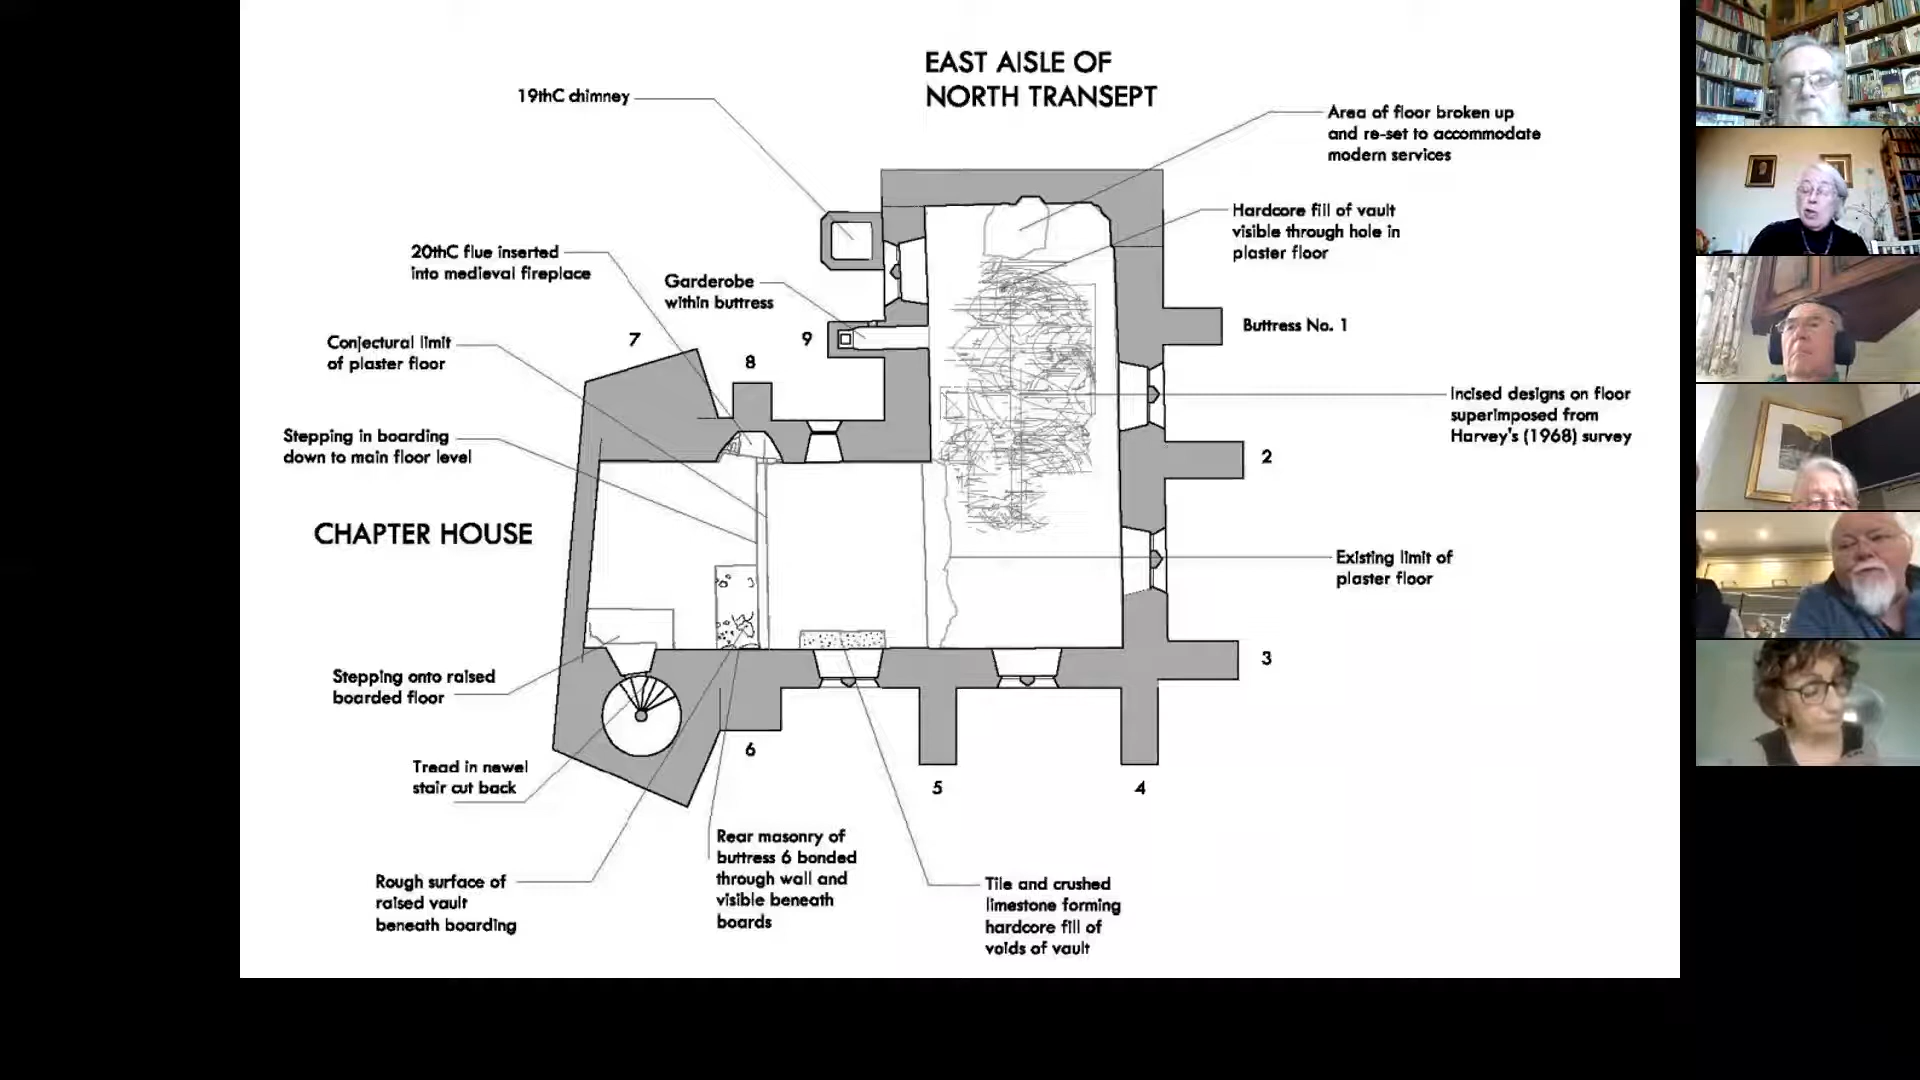 EAST AISLE OF
NORTH TRANSEPT
19thC chimney
Area of floor broken up
and re-set to accommodate
modern services
Hardcore fill of vault
visible through hole in
plaster floor
20thC flue inserted
into medieval fireplace
Garderobe
within buttress
Buttress No. 1
Conjectural limit
of plaster floor
7
8
9
Incised designs on floor
superimposed from
Harvey's (1968) survey
Stepping in boarding
down to main floor level
2
CHAPTER HOUSE
Existing limit of
plaster floor
3
Stepping onto raised
boarded floor
6
Tread in newel
stair cut back
5
4
Rear masonry of
buttress 6 bonded
through wall and
visible beneath
boards
Rough surface of
raised vault
beneath boarding
Tile and crushed
limestone forming
hardcore fill of
voids of vault